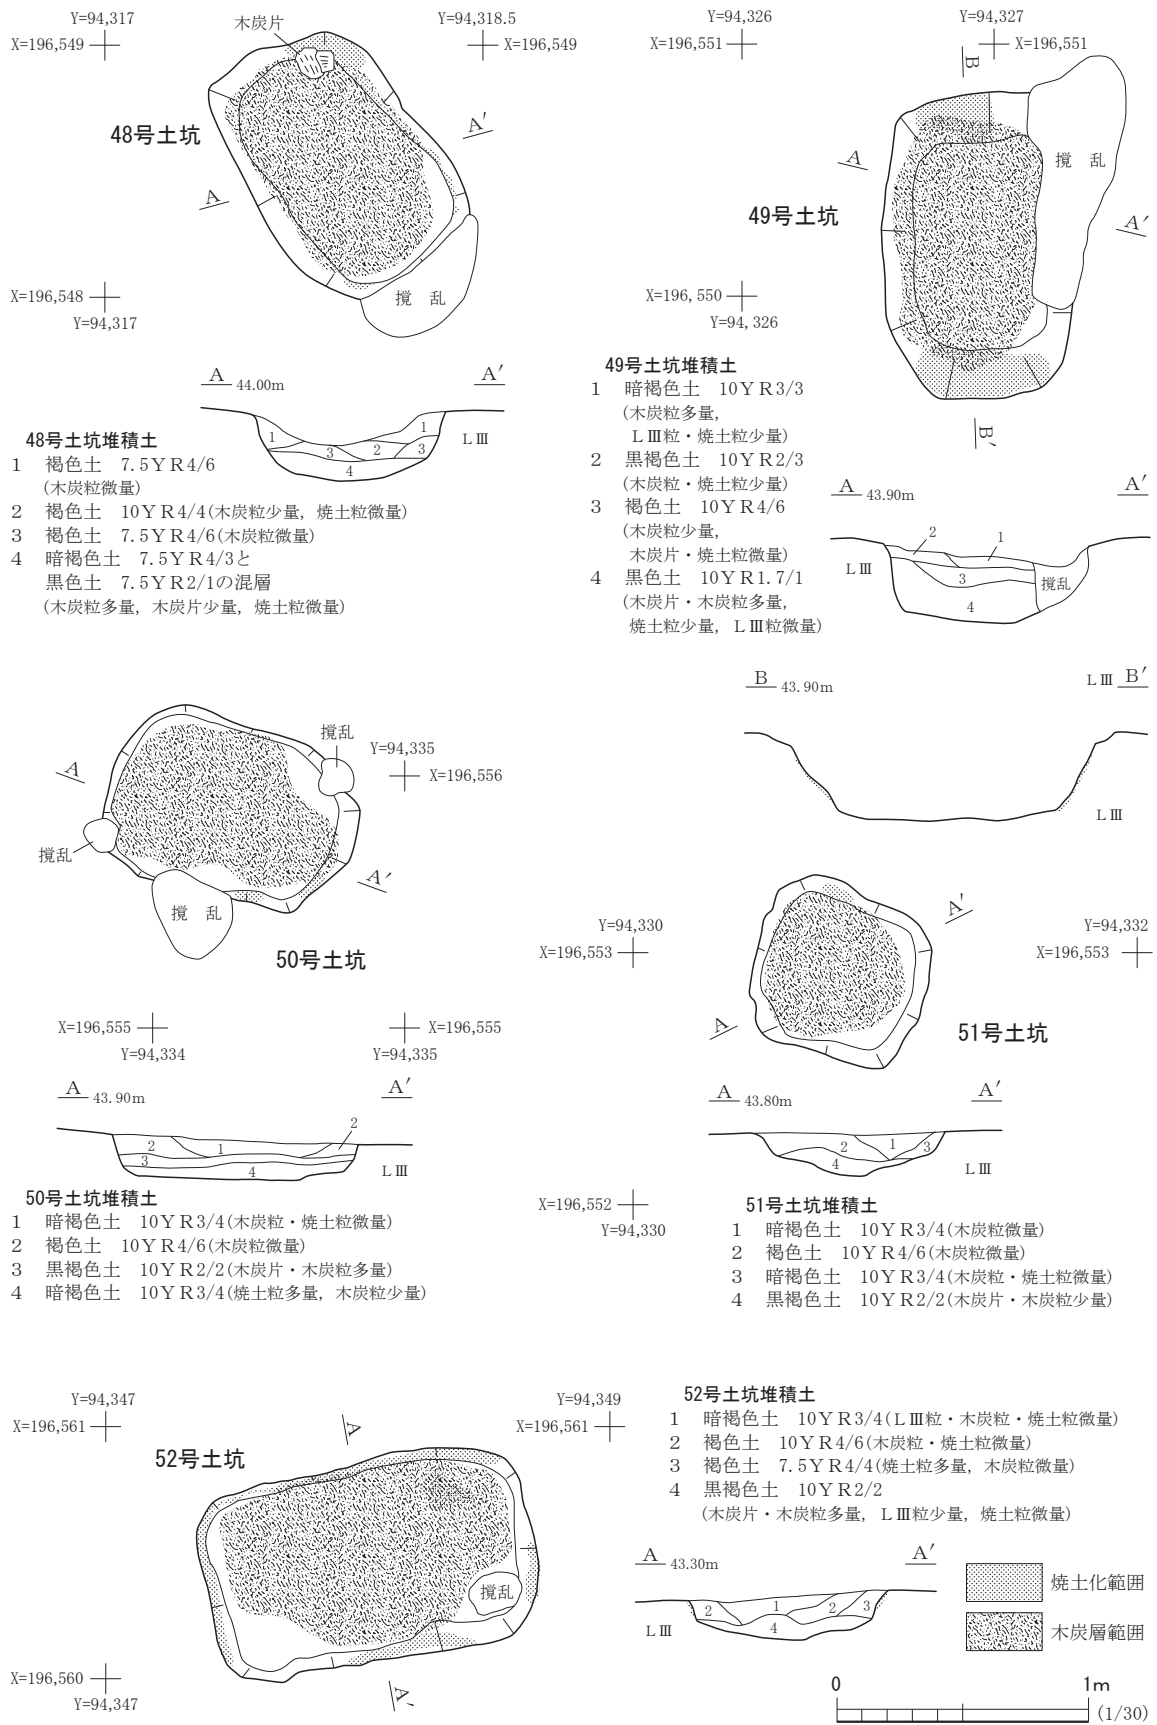 Y=94,317
Y=94,318.5
X=196,549
X=196,549
木炭片
48号土坑
A
A′
X=196,548
Y=94,317
撹 乱
A 44.00m A′
LⅢ
1
1
2
3
3
4
48号土坑堆積土
1 褐色土 7.5YR4/6
(木炭粒微量)
2 褐色土 10YR4/4(木炭粒少量，焼土粒微量)
3 褐色土 7.5YR4/6(木炭粒微量)
4 暗褐色土 7.5YR4/3と
黒色土 7.5YR2/1の混層
(木炭粒多量，木炭片少量，焼土粒微量)
Y=94,326
Y=94,327
X=196,551
X=196,551
B
A
撹 乱
49号土坑
A′
X=196,550
Y=94,326
B′
49号土坑堆積土
1 暗褐色土 10YR3/3
(木炭粒多量，
LⅢ粒・焼土粒少量)
2 黒褐色土 10YR2/3
(木炭粒・焼土粒少量)
3 褐色土 10YR4/6
(木炭粒少量，
木炭片・焼土粒微量)
4 黒色土 10YR1.7/1
(木炭片・木炭粒多量，
焼土粒少量，LⅢ粒微量)
A 43.90m A′
2
1
LⅢ
3
撹乱
4
B 43.90m LⅢ B′
LⅢ
撹乱
Y=94,335
X=196,556
A
撹乱
A′
撹 乱
50号土坑
X=196,555
X=196,555
Y=94,334
Y=94,335
A 43.90m A′
2
2
1
3
4
LⅢ
50号土坑堆積土
1 暗褐色土 10YR3/4(木炭粒・焼土粒微量)
2 褐色土 10YR4/6(木炭粒微量)
3 黒褐色土 10YR2/2(木炭片・木炭粒多量)
4 暗褐色土 10YR3/4(焼土粒多量，木炭粒少量)
Y=94,330
X=196,553
A′
Y=94,332
X=196,553
A
51号土坑
A 43.80m A′
2
1
3
4
LⅢ
X=196,552
Y=94,330
51号土坑堆積土
1 暗褐色土 10YR3/4(木炭粒微量)
2 褐色土 10YR4/6(木炭粒微量)
3 暗褐色土 10YR3/4(木炭粒・焼土粒微量)
4 黒褐色土 10YR2/2(木炭片・木炭粒少量)
Y=94,347
Y=94,349
X=196,561
X=196,561
A
52号土坑
撹乱
X=196,560
Y=94,347
A′
52号土坑堆積土
1 暗褐色土 10YR3/4(LⅢ粒・木炭粒・焼土粒微量)
2 褐色土 10YR4/6(木炭粒・焼土粒微量)
3 褐色土 7.5YR4/4(焼土粒多量，木炭粒微量)
4 黒褐色土 10YR2/2
(木炭片・木炭粒多量，LⅢ粒少量，焼土粒微量)
A 43.30m A′
2
1
2
3
4
LⅢ
焼土化範囲
木炭層範囲
0 1m
(1/30)